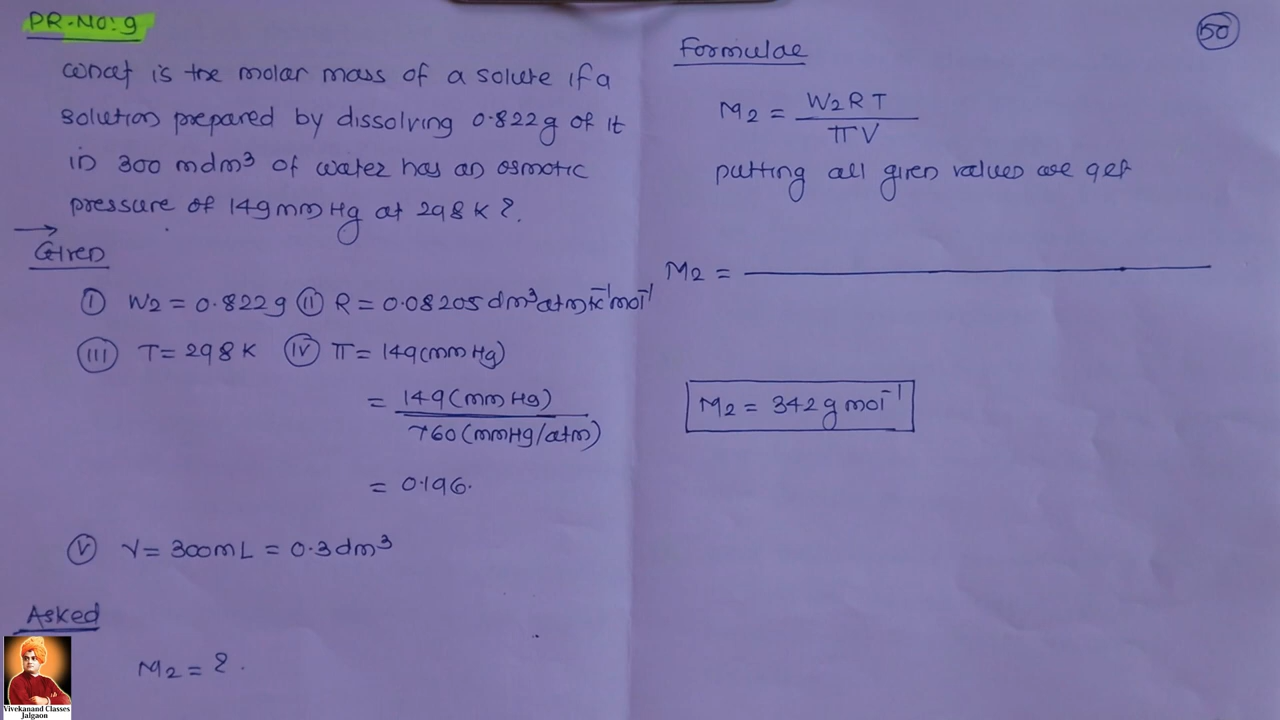 PR.NO: 9
What is the molar mass of a solute if a
solution prepared by dissolving 0.822g of it
in 300 mdm³ of water has an osmotic
pressure of 149 mm Hg at 298 K ?.
→ Given
(I) W₂ = 0.822g (II) R = 0.08205 dm³ atm K⁻¹ mol⁻¹
(III) T = 298 K (IV) π = 149 (mm Hg)
= 149 (mm Hg)
760 (mmHg/atm)
= 0.196.
(V) V = 300 mL = 0.3 dm³
Asked
M₂ = ?.
Vivekanand Classes
Jalgaon
50
Formulae
M₂ = W₂ R T
π V
putting all given values we get
M₂ =
M₂ = 342 g mol⁻¹